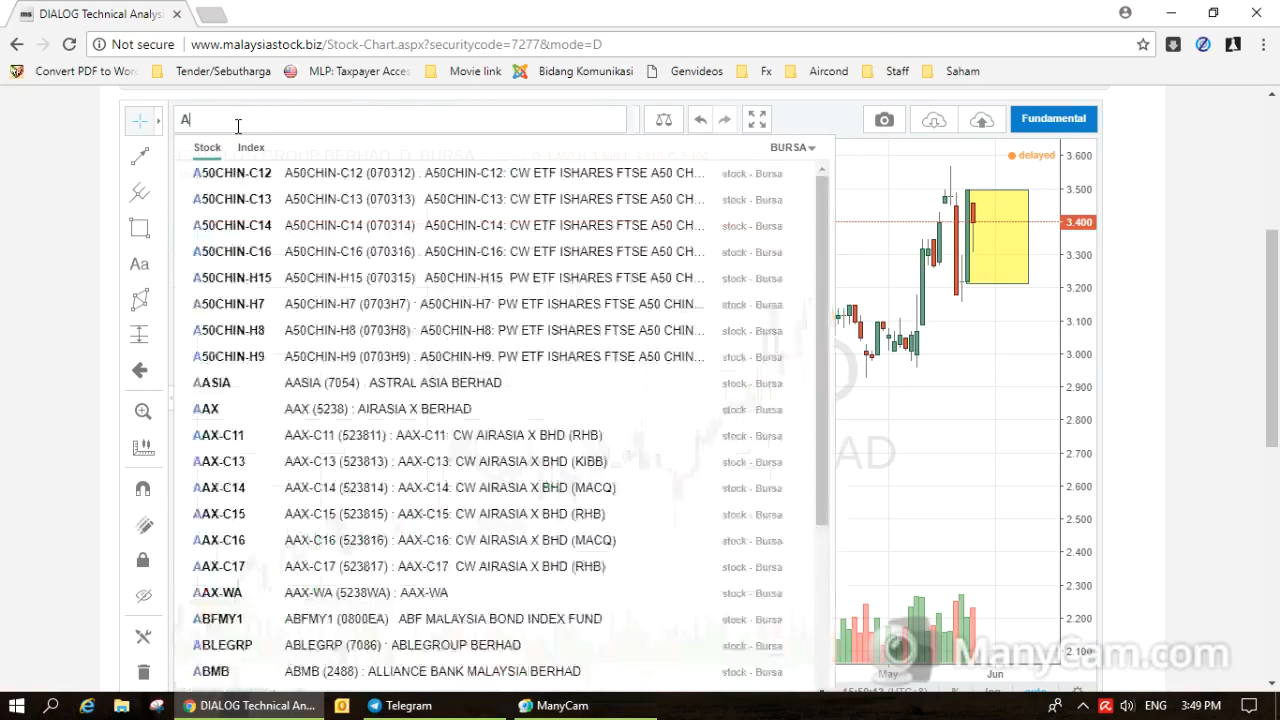 ms DIALOG Technical Analysis
Not secure www.malaysiastock.biz/Stock-Chart.aspx?securitycode=7277&mode=D
Convert PDF to Word Tender/Sebutharga MLP: Taxpayer Acces Movie link Bidang Komunikasi Genvideos Fx Aircond Staff Saham
A Fundamental
Stock Index BURSA
delayed
A50CHIN-C12 A50CHIN-C12 (070312) : A50CHIN-C12: CW ETF ISHARES FTSE A50 CH... stock - Bursa
A50CHIN-C13 A50CHIN-C13 (070313) : A50CHIN-C13: CW ETF ISHARES FTSE A50 CH... stock - Bursa
A50CHIN-C14 A50CHIN-C14 (070314) : A50CHIN-C14: CW ETF ISHARES FTSE A50 CH... stock - Bursa
A50CHIN-C16 A50CHIN-C16 (070316) : A50CHIN-C16: CW ETF ISHARES FTSE A50 CH... stock - Bursa
A50CHIN-H15 A50CHIN-H15 (070315) : A50CHIN-H15: PW ETF ISHARES FTSE A50 CH... stock - Bursa
A50CHIN-H7 A50CHIN-H7 (0703H7) : A50CHIN-H7: PW ETF ISHARES FTSE A50 CHIN... stock - Bursa
A50CHIN-H8 A50CHIN-H8 (0703H8) : A50CHIN-H8: PW ETF ISHARES FTSE A50 CHIN... stock - Bursa
A50CHIN-H9 A50CHIN-H9 (0703H9) : A50CHIN-H9: PW ETF ISHARES FTSE A50 CHIN... stock - Bursa
AASIA AASIA (7054) : ASTRAL ASIA BERHAD stock - Bursa
AAX AAX (5238) : AIRASIA X BERHAD stock - Bursa
AAX-C11 AAX-C11 (523811) : AAX-C11: CW AIRASIA X BHD (RHB) stock - Bursa
AAX-C13 AAX-C13 (523813) : AAX-C13: CW AIRASIA X BHD (KIBB) stock - Bursa
AAX-C14 AAX-C14 (523814) : AAX-C14: CW AIRASIA X BHD (MACQ) stock - Bursa
AAX-C15 AAX-C15 (523815) : AAX-C15: CW AIRASIA X BHD (RHB) stock - Bursa
AAX-C16 AAX-C16 (523816) : AAX-C16: CW AIRASIA X BHD (MACQ) stock - Bursa
AAX-C17 AAX-C17 (523817) : AAX-C17: CW AIRASIA X BHD (RHB) stock - Bursa
AAX-WA AAX-WA (5238WA) : AAX-WA stock - Bursa
ABFMY1 ABFMY1 (0800EA) : ABF MALAYSIA BOND INDEX FUND stock - Bursa
ABLEGRP ABLEGRP (7086) : ABLEGROUP BERHAD stock - Bursa
ABMB ABMB (2488) : ALLIANCE BANK MALAYSIA BERHAD stock - Bursa
3.600
3.500
3.400
3.300
3.200
3.100
3.000
2.900
2.800
2.700
2.600
2.500
2.400
2.300
2.200
2.100
Aa
May Jun
ManyCam.com
DIALOG Technical An... Telegram ManyCam ENG 3:49 PM